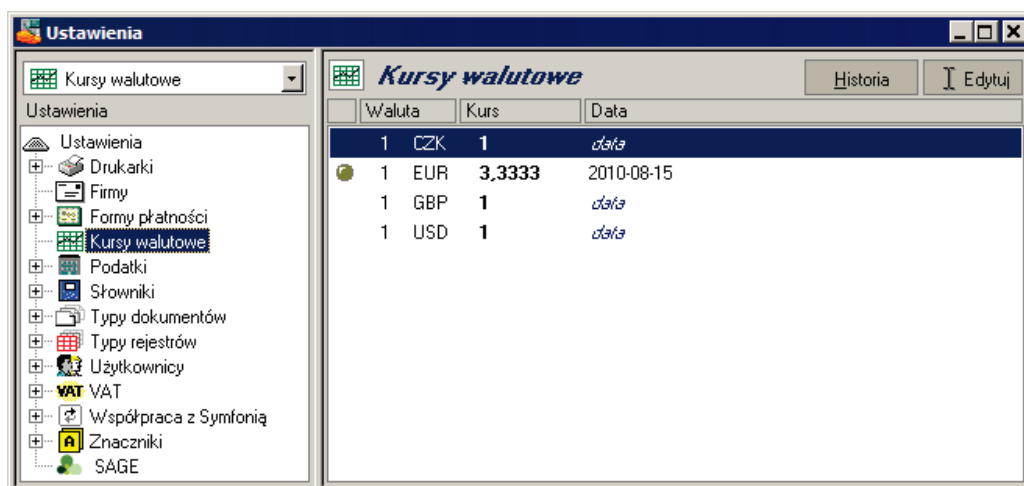 Ustawienia
Kursy walutowe
Ustawienia
Ustawienia
Drukarki
Firmy
Formy płatności
Kursy walutowe
Podatki
Słowniki
Typy dokumentów
Typy rejestrów
Użytkownicy
VAT VAT
Współpraca z Symfonią
A Znaczniki
SAGE
Kursy walutowe Historia Edytuj
Waluta Kurs Data
1 CZK 1 data
1 EUR 3,3333 2010-08-15
1 GBP 1 data
1 USD 1 data